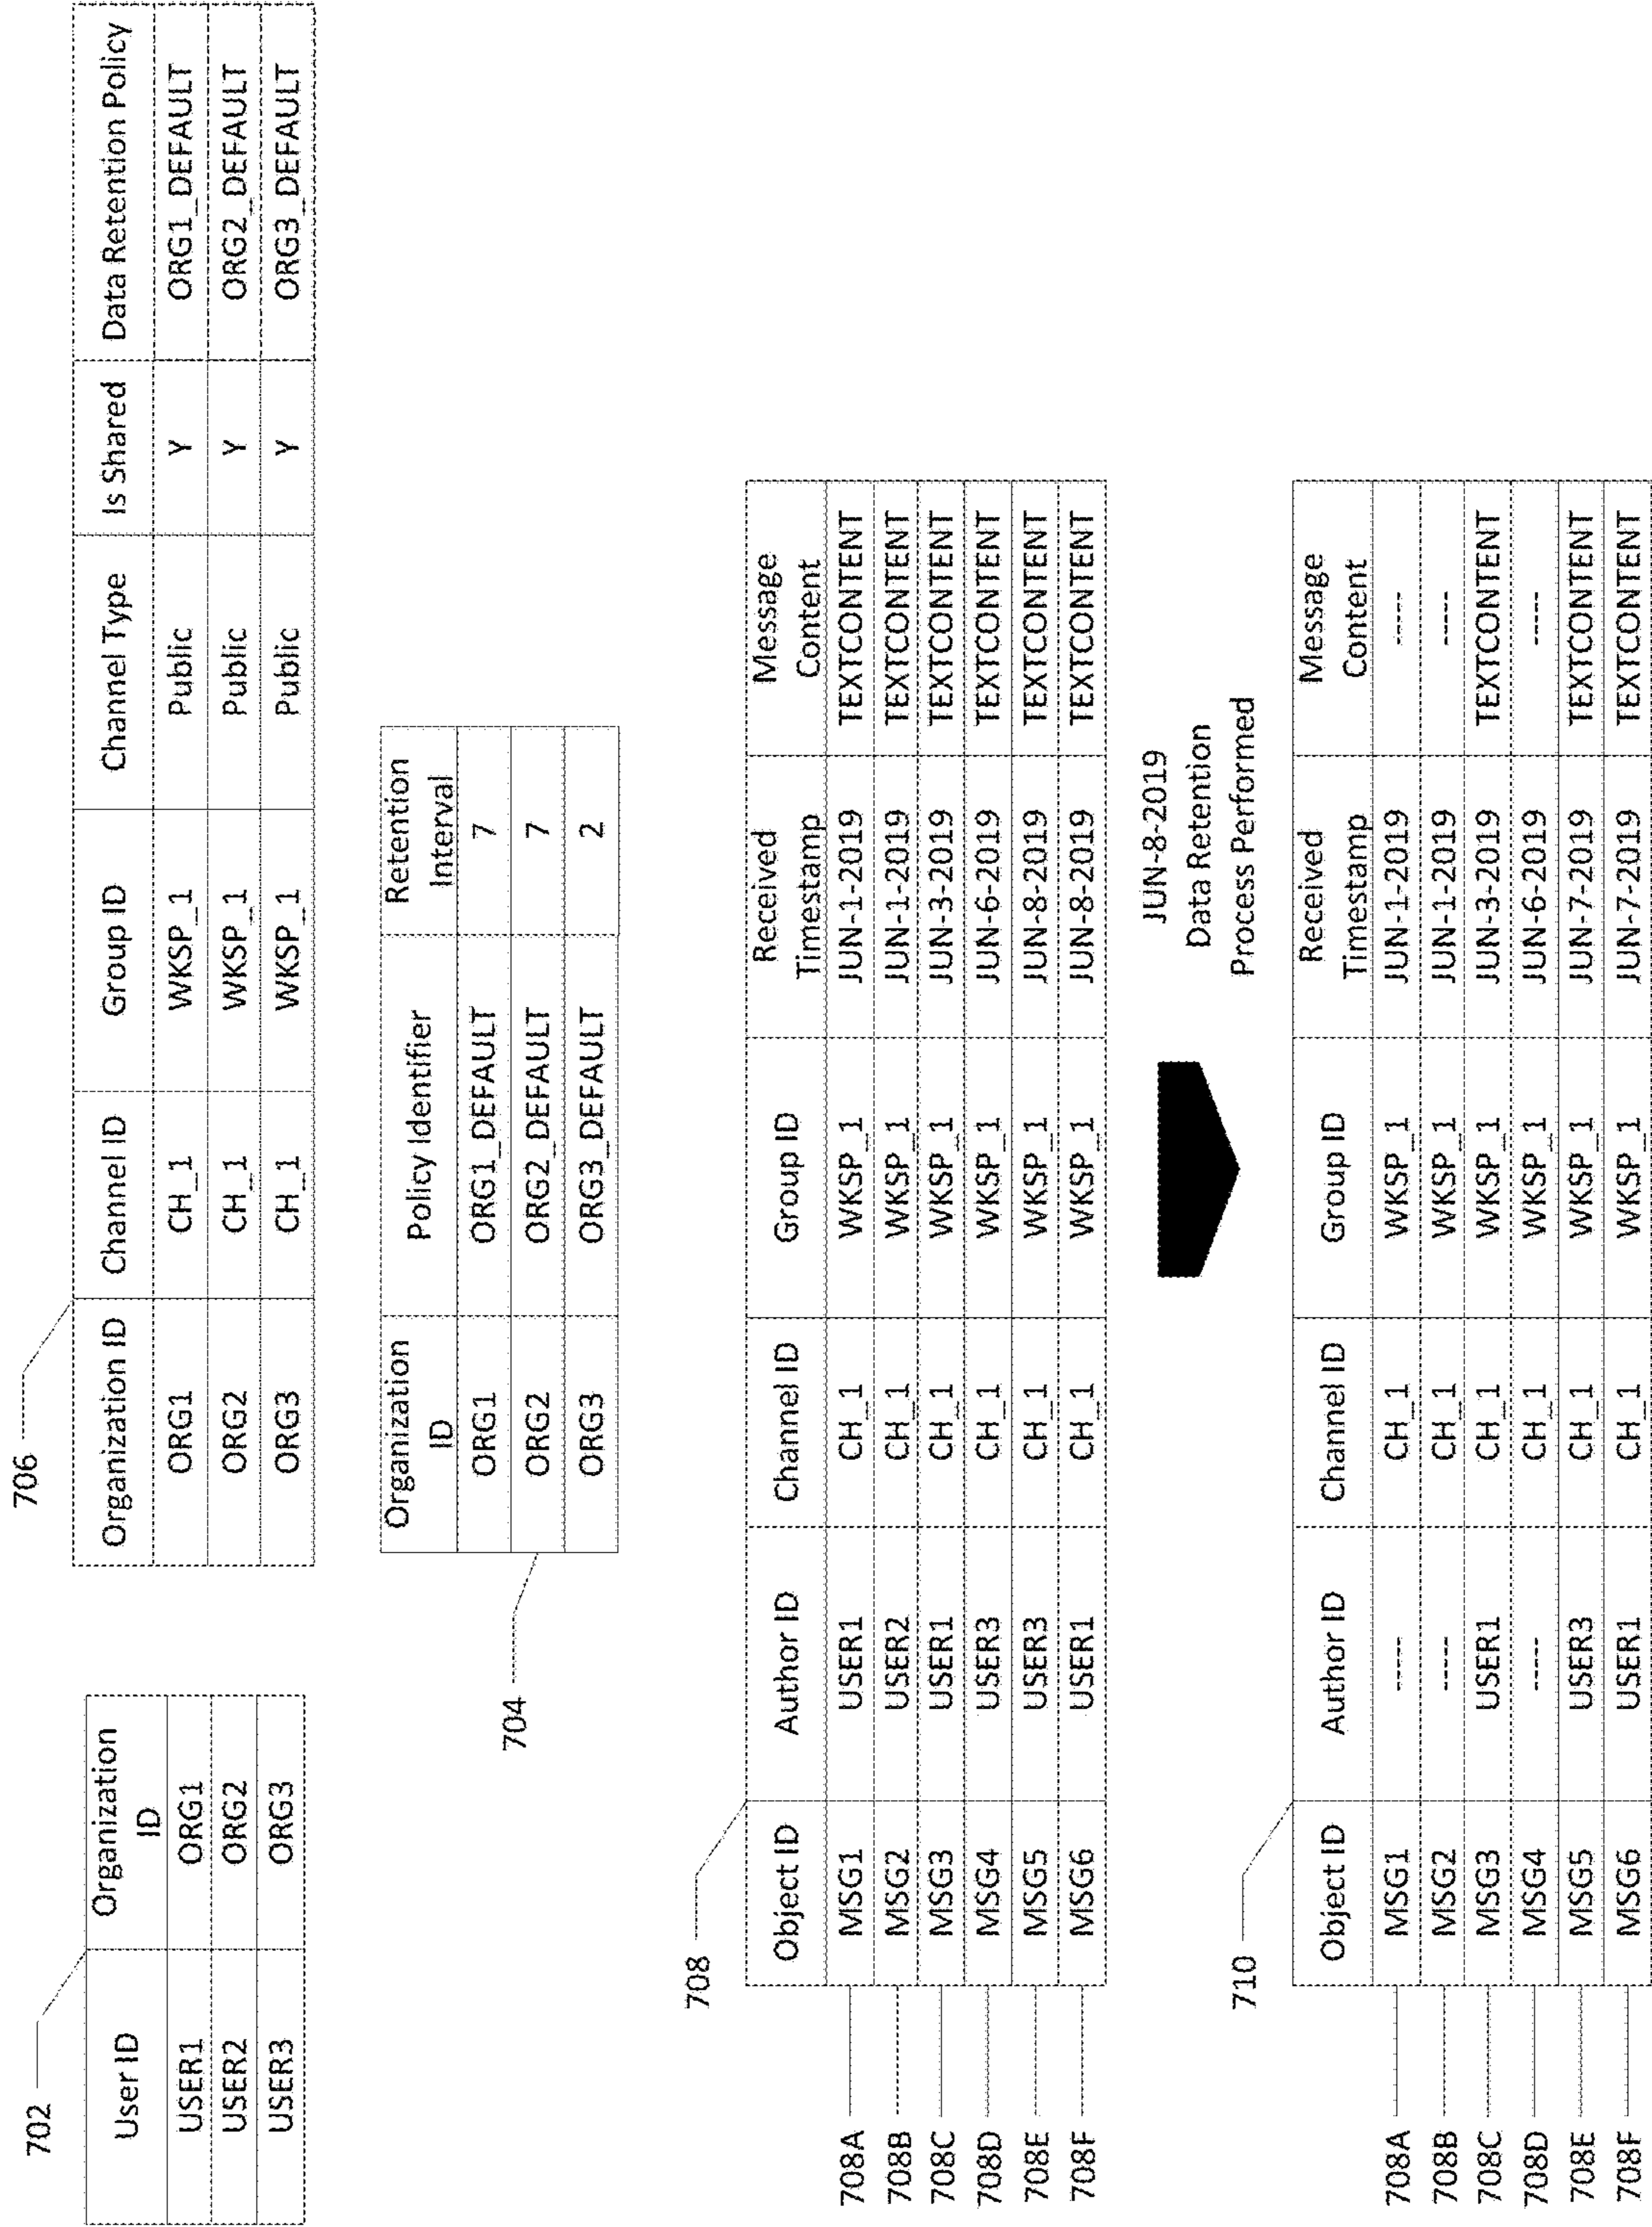 702
User ID Organization ID
USER1 ORG1
USER2 ORG2
USER3 ORG3
706
Organization ID Channel ID Group ID Channel Type Is Shared Data Retention Policy
ORG1 CH_1 WKSP_1 Public Y ORG1_DEFAULT
ORG2 CH_1 WKSP_1 Public Y ORG2_DEFAULT
ORG3 CH_1 WKSP_1 Public Y ORG3_DEFAULT
704
Organization ID Policy Identifier Retention Interval
ORG1 ORG1_DEFAULT 7
ORG2 ORG2_DEFAULT 7
ORG3 ORG3_DEFAULT 2
708
Object ID Author ID Channel ID Group ID Received Timestamp Message Content
708A MSG1 USER1 CH_1 WKSP_1 JUN-1-2019 TEXTCONTENT
708B MSG2 USER2 CH_1 WKSP_1 JUN-1-2019 TEXTCONTENT
708C MSG3 USER1 CH_1 WKSP_1 JUN-3-2019 TEXTCONTENT
708D MSG4 USER3 CH_1 WKSP_1 JUN-6-2019 TEXTCONTENT
708E MSG5 USER3 CH_1 WKSP_1 JUN-8-2019 TEXTCONTENT
708F MSG6 USER1 CH_1 WKSP_1 JUN-8-2019 TEXTCONTENT
JUN-8-2019
Data Retention
Process Performed
710
Object ID Author ID Channel ID Group ID Received Timestamp Message Content
708A MSG1 ----- CH_1 WKSP_1 JUN-1-2019 -----
708B MSG2 ----- CH_1 WKSP_1 JUN-1-2019 -----
708C MSG3 USER1 CH_1 WKSP_1 JUN-3-2019 TEXTCONTENT
708D MSG4 ----- CH_1 WKSP_1 JUN-6-2019 -----
708E MSG5 USER3 CH_1 WKSP_1 JUN-7-2019 TEXTCONTENT
708F MSG6 USER1 CH_1 WKSP_1 JUN-7-2019 TEXTCONTENT